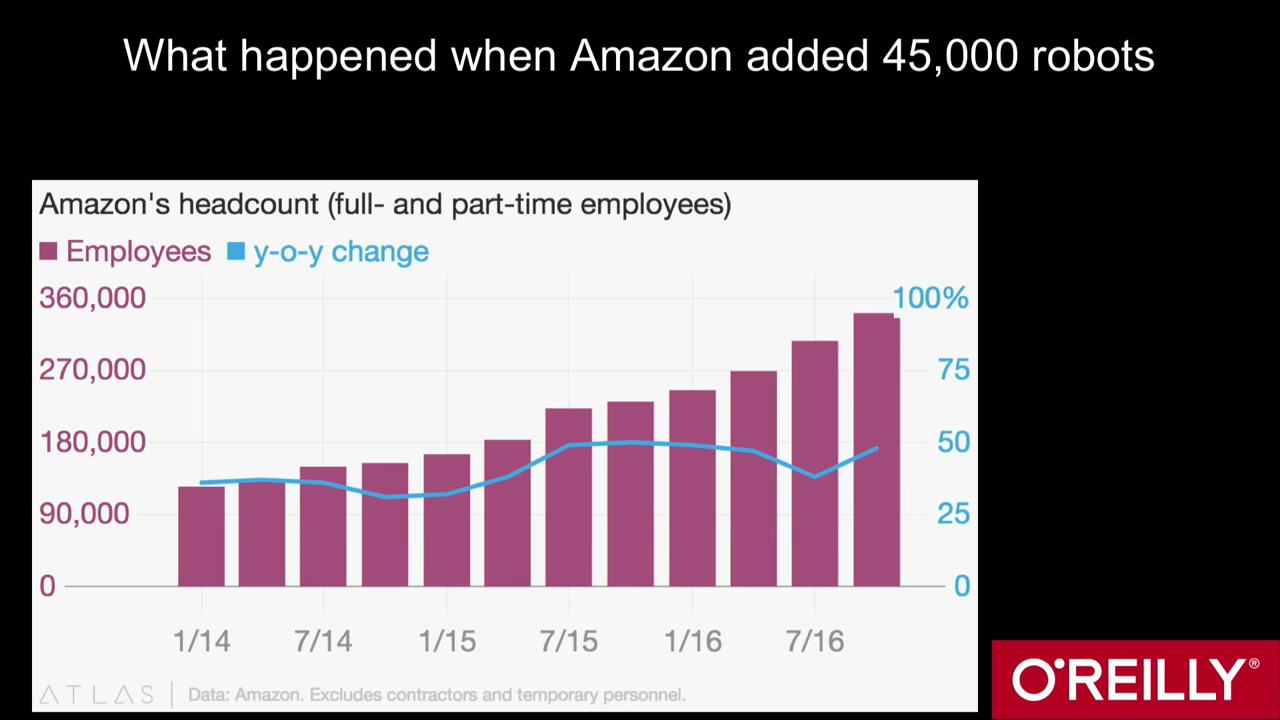 What happened when Amazon added 45,000 robots
Amazon's headcount (full- and part-time employees)
Employees y-o-y change
360,000 100%
270,000 75
180,000 50
90,000 25
0 0
1/14 7/14 1/15 7/15 1/16 7/16
ATLAS | Data: Amazon. Excludes contractors and temporary personnel.
O'REILLY®